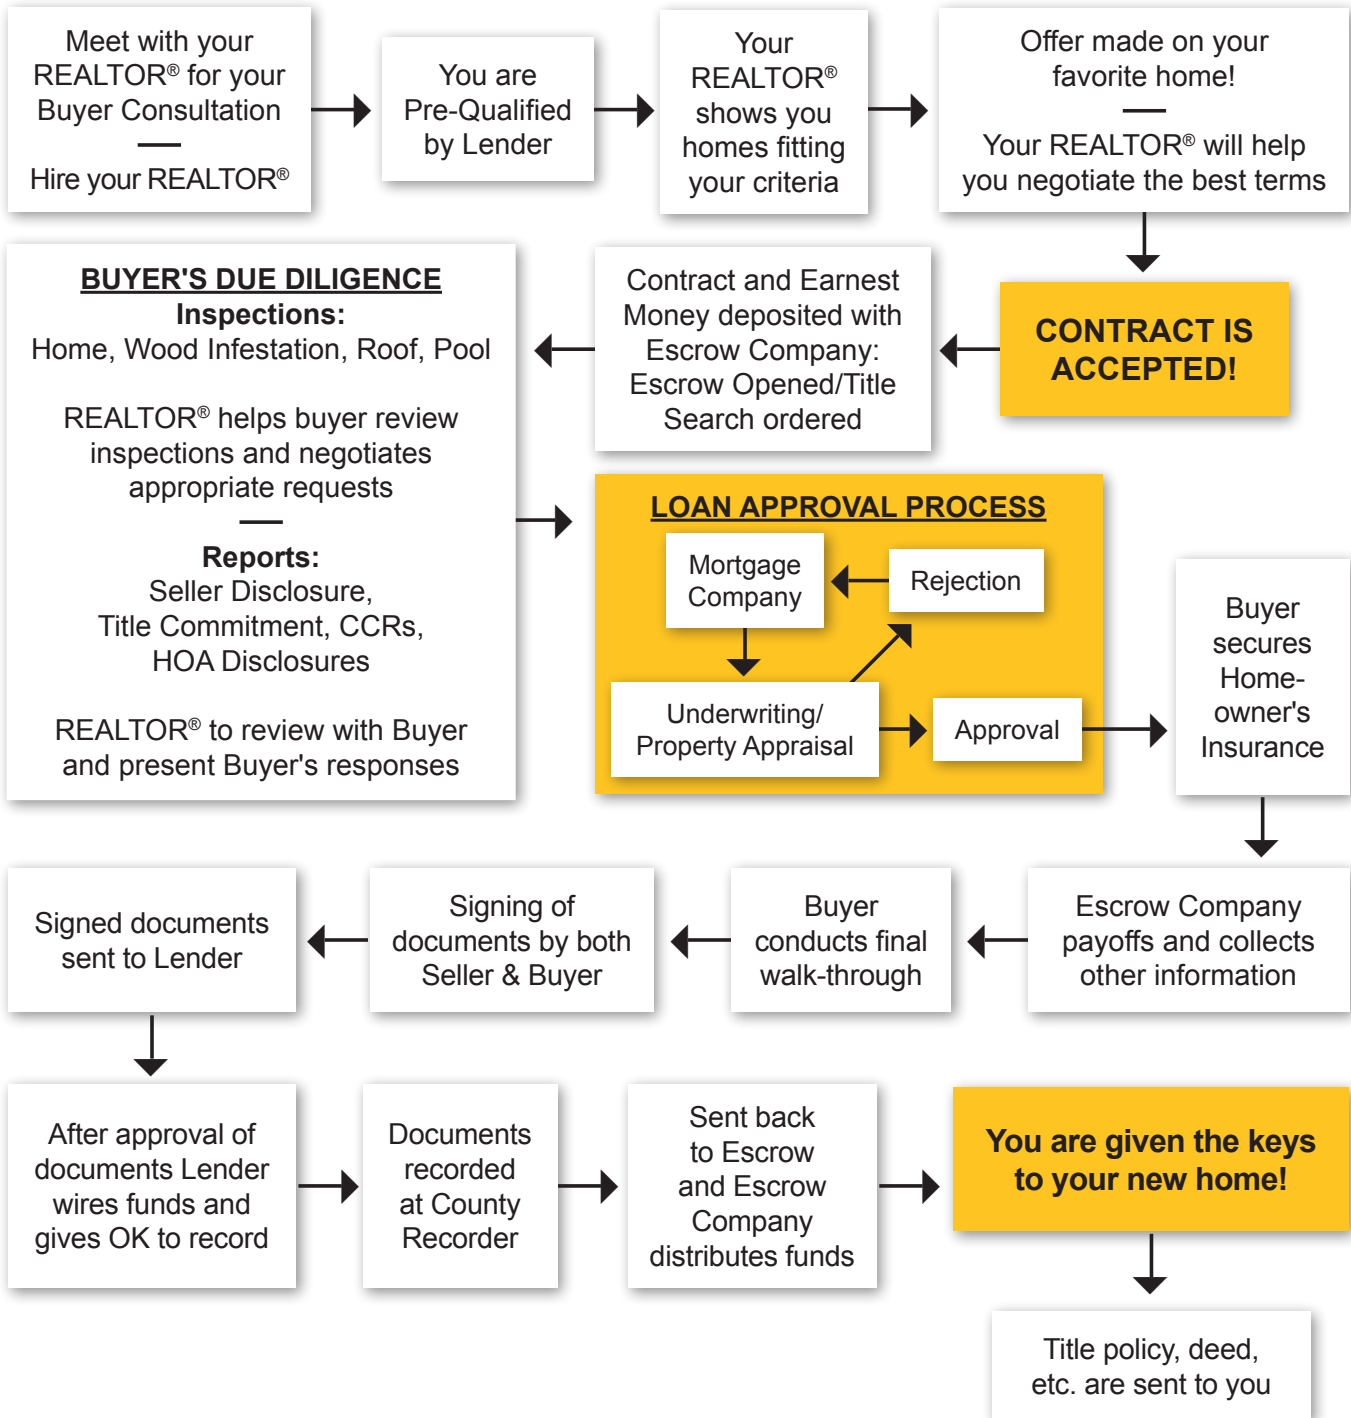 Meet with your
REALTOR® for your
Buyer Consultation
Hire your REALTOR®
You are
Pre-Qualified
by Lender
Your
REALTOR®
shows you
homes fitting
your criteria
Offer made on your
favorite home!
Your REALTOR® will help
you negotiate the best terms
CONTRACT IS
ACCEPTED!
Contract and Earnest
Money deposited with
Escrow Company:
Escrow Opened/Title
Search ordered
BUYER'S DUE DILIGENCE
Inspections:
Home, Wood Infestation, Roof, Pool
REALTOR® helps buyer review
inspections and negotiates
appropriate requests
Reports:
Seller Disclosure,
Title Commitment, CCRs,
HOA Disclosures
REALTOR® to review with Buyer
and present Buyer's responses
LOAN APPROVAL PROCESS
Mortgage
Company
Rejection
Underwriting/
Property Appraisal
Approval
Buyer
secures
Home-
owner's
Insurance
Escrow Company
payoffs and collects
other information
Buyer
conducts final
walk-through
Signing of
documents by both
Seller & Buyer
Signed documents
sent to Lender
After approval of
documents Lender
wires funds and
gives OK to record
Documents
recorded
at County
Recorder
Sent back
to Escrow
and Escrow
Company
distributes funds
You are given the keys
to your new home!
Title policy, deed,
etc. are sent to you